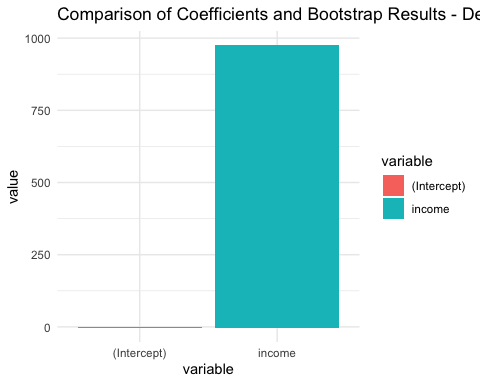 Comparison of Coefficients and Bootstrap Results - De
1000
750
500
250
0
value
(Intercept)
income
variable
variable
(Intercept)
income